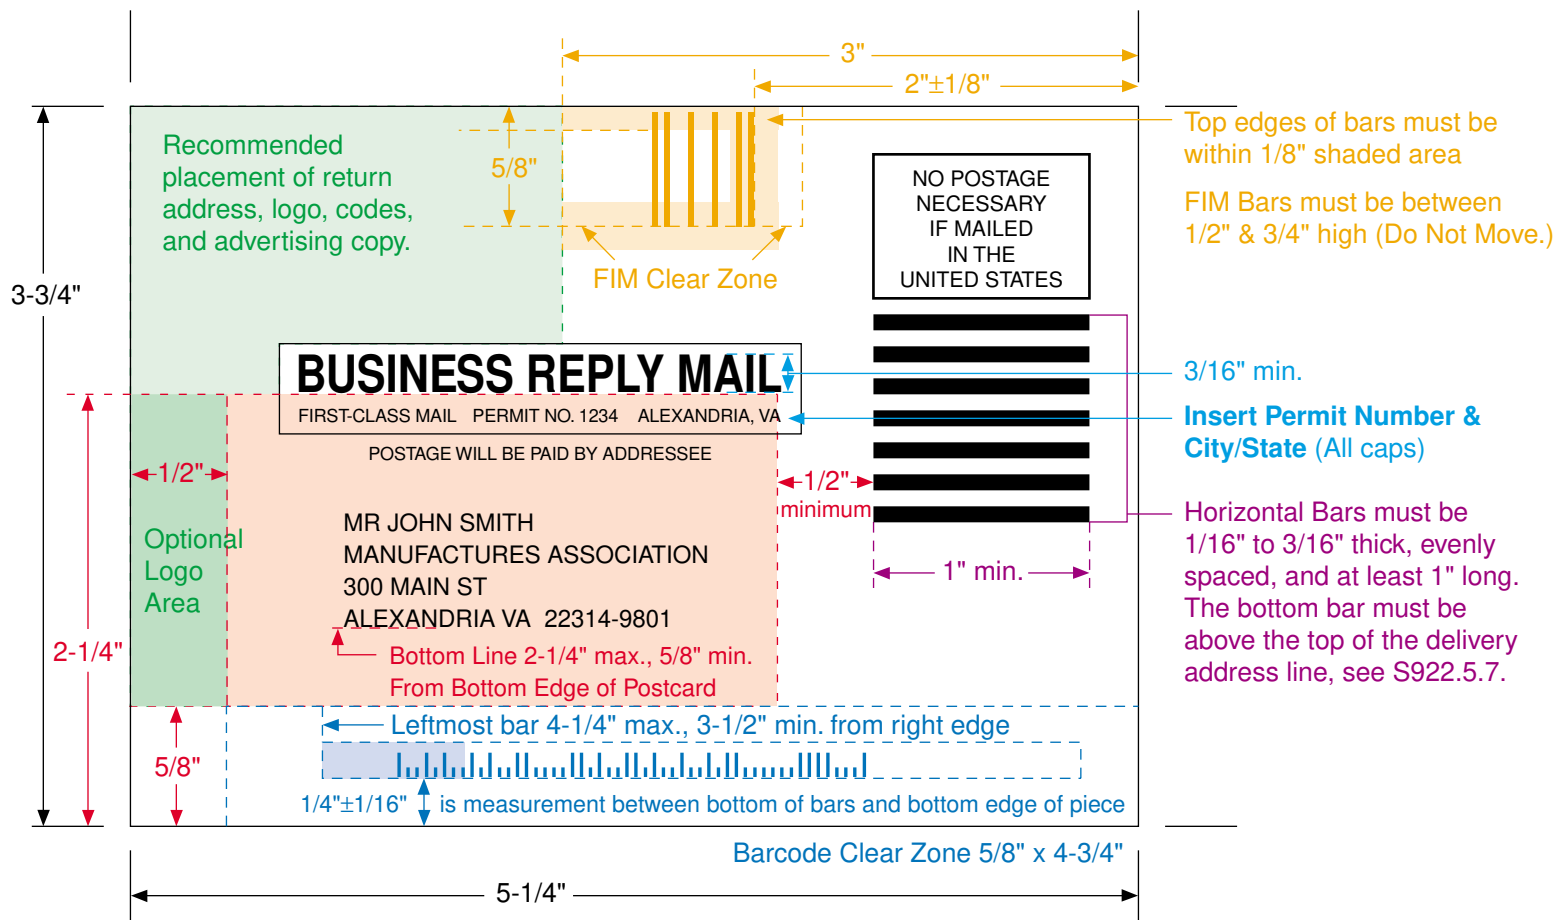 3"
2"±1/8"
Recommended
placement of return
address, logo, codes,
and advertising copy.
5/8"
FIM Clear Zone
NO POSTAGE
NECESSARY
IF MAILED
IN THE
UNITED STATES
Top edges of bars must be
within 1/8" shaded area
FIM Bars must be between
1/2" & 3/4" high (Do Not Move.)
3-3/4"
BUSINESS REPLY MAIL
FIRST-CLASS MAIL PERMIT NO. 1234 ALEXANDRIA, VA
POSTAGE WILL BE PAID BY ADDRESSEE
3/16" min.
Insert Permit Number &
City/State (All caps)
1/2"
1/2"
minimum
Optional
Logo
Area
MR JOHN SMITH
MANUFACTURES ASSOCIATION
300 MAIN ST
ALEXANDRIA VA 22314-9801
1" min.
Horizontal Bars must be
1/16" to 3/16" thick, evenly
spaced, and at least 1" long.
The bottom bar must be
above the top of the delivery
address line, see S922.5.7.
2-1/4"
Bottom Line 2-1/4" max., 5/8" min.
From Bottom Edge of Postcard
Leftmost bar 4-1/4" max., 3-1/2" min. from right edge
5/8"
1/4"±1/16" is measurement between bottom of bars and bottom edge of piece
Barcode Clear Zone 5/8" x 4-3/4"
5-1/4"